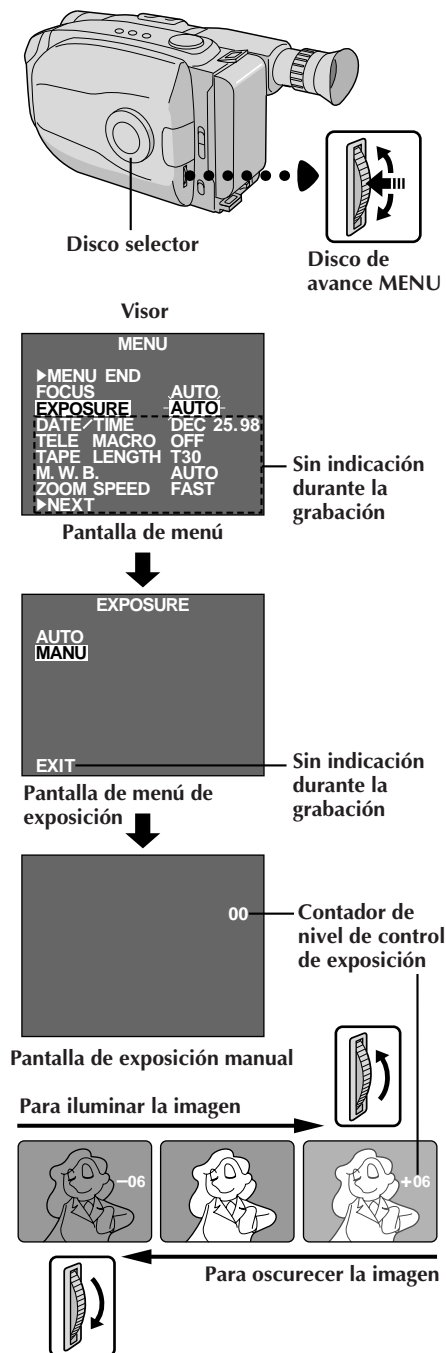 Disco selector
Disco de
avance MENU
Visor
MENU
▶MENU END
FOCUS AUTO
EXPOSURE AUTO
DATE/TIME DEC 25.98
TELE MACRO OFF
TAPE LENGTH T30
M. W. B. AUTO
ZOOM SPEED FAST
▶NEXT
Sin indicación
durante la
grabación
Pantalla de menú
EXPOSURE
AUTO
MANU
EXIT
Sin indicación
durante la
grabación
Pantalla de menú de
exposición
00
Contador de
nivel de control
de exposición
Pantalla de exposición manual
Para iluminar la imagen
–06
+06
Para oscurecer la imagen